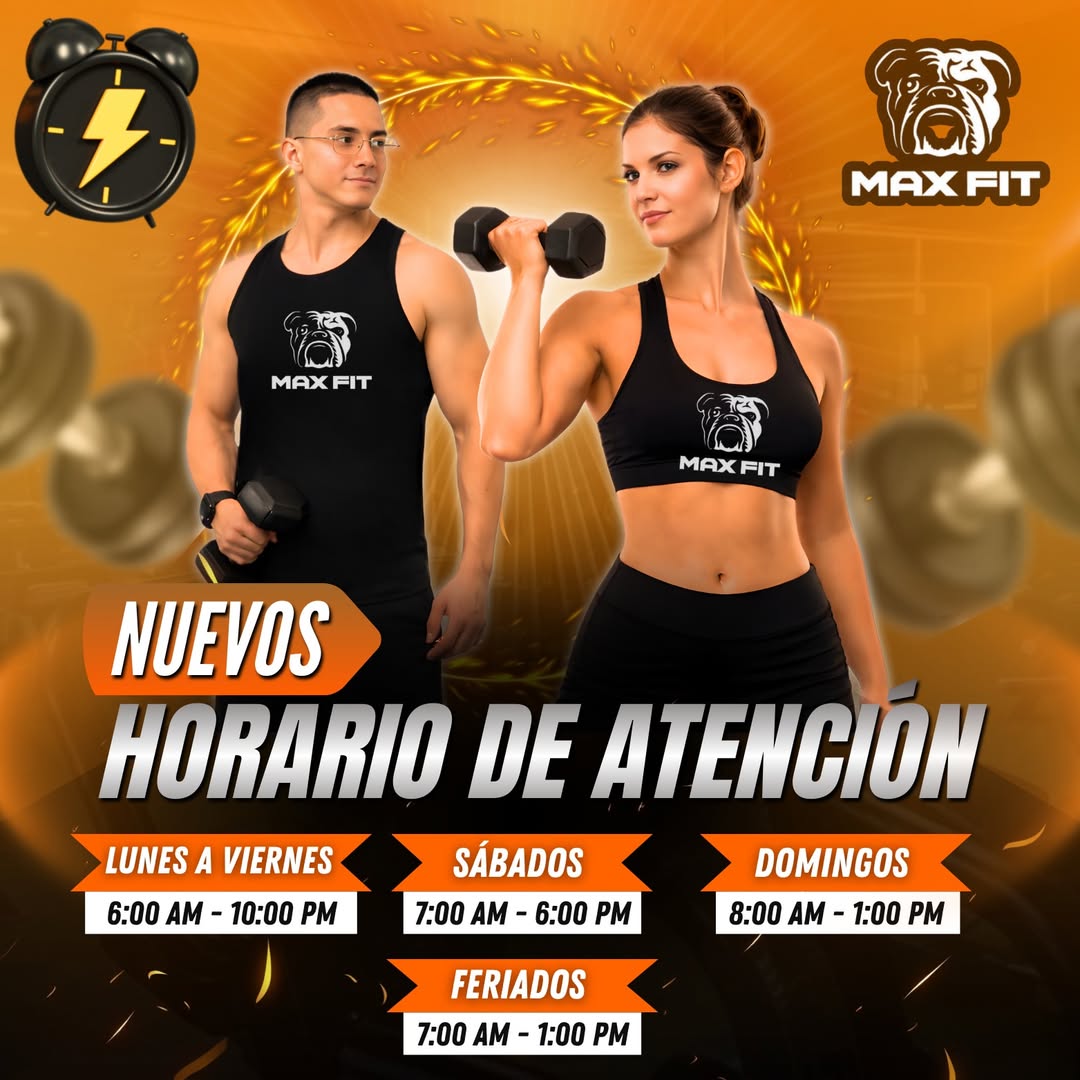 MAX FIT
MAX FIT
MAX FIT
NUEVOS
HORARIO DE ATENCIÓN
LUNES A VIERNES
6:00 AM - 10:00 PM
SÁBADOS
7:00 AM - 6:00 PM
DOMINGOS
8:00 AM - 1:00 PM
FERIADOS
7:00 AM - 1:00 PM